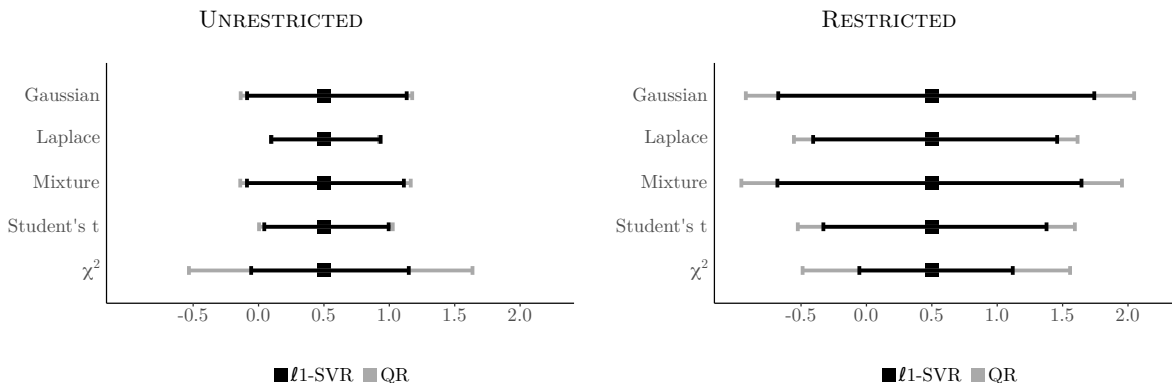 UNRESTRICTED
Gaussian
Laplace
Mixture
Student's t
χ²
-0.5 0.0 0.5 1.0 1.5 2.0
ℓ1-SVR QR
RESTRICTED
Gaussian
Laplace
Mixture
Student's t
χ²
-0.5 0.0 0.5 1.0 1.5 2.0
ℓ1-SVR QR